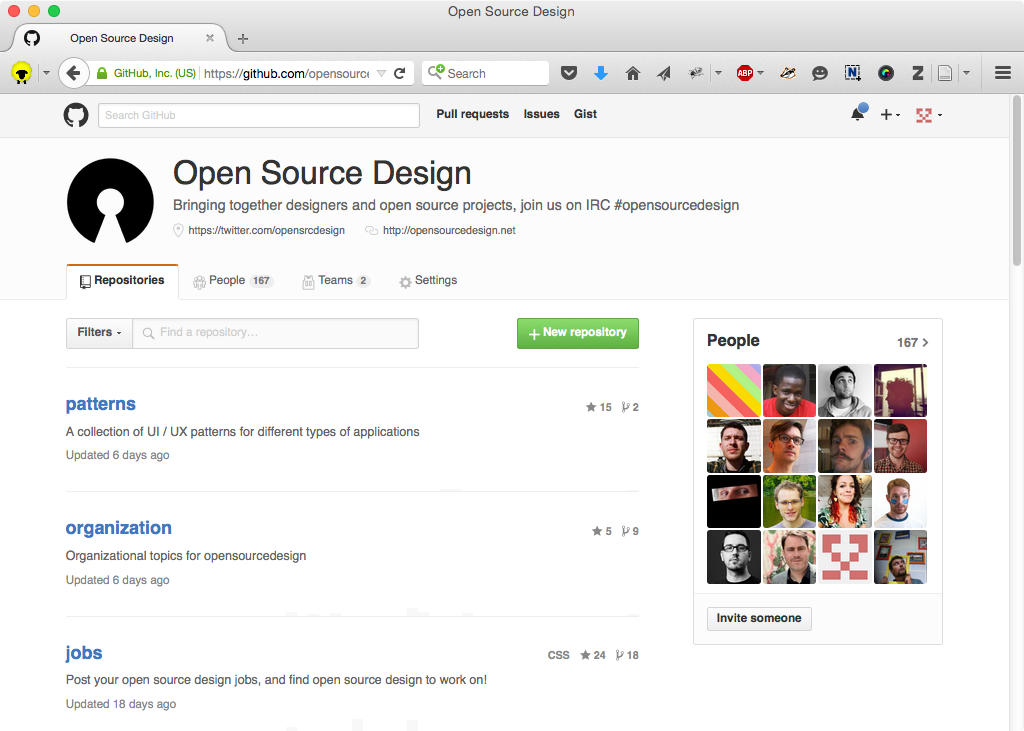 Open Source Design
Open Source Design
GitHub, Inc. (US) https://github.com/opensource
Search
ABP
N
Z
Search GitHub
Pull requests Issues Gist
Open Source Design
Bringing together designers and open source projects, join us on IRC #opensourcedesign
https://twitter.com/opensrcdesign http://opensourcedesign.net
Repositories People 167 Teams 2 Settings
Filters Find a repository... New repository
People 167
patterns 15 2
A collection of UI / UX patterns for different types of applications
Updated 6 days ago
organization 5 9
Organizational topics for opensourcedesign
Updated 6 days ago
Invite someone
jobs CSS 24 18
Post your open source design jobs, and find open source design to work on!
Updated 18 days ago